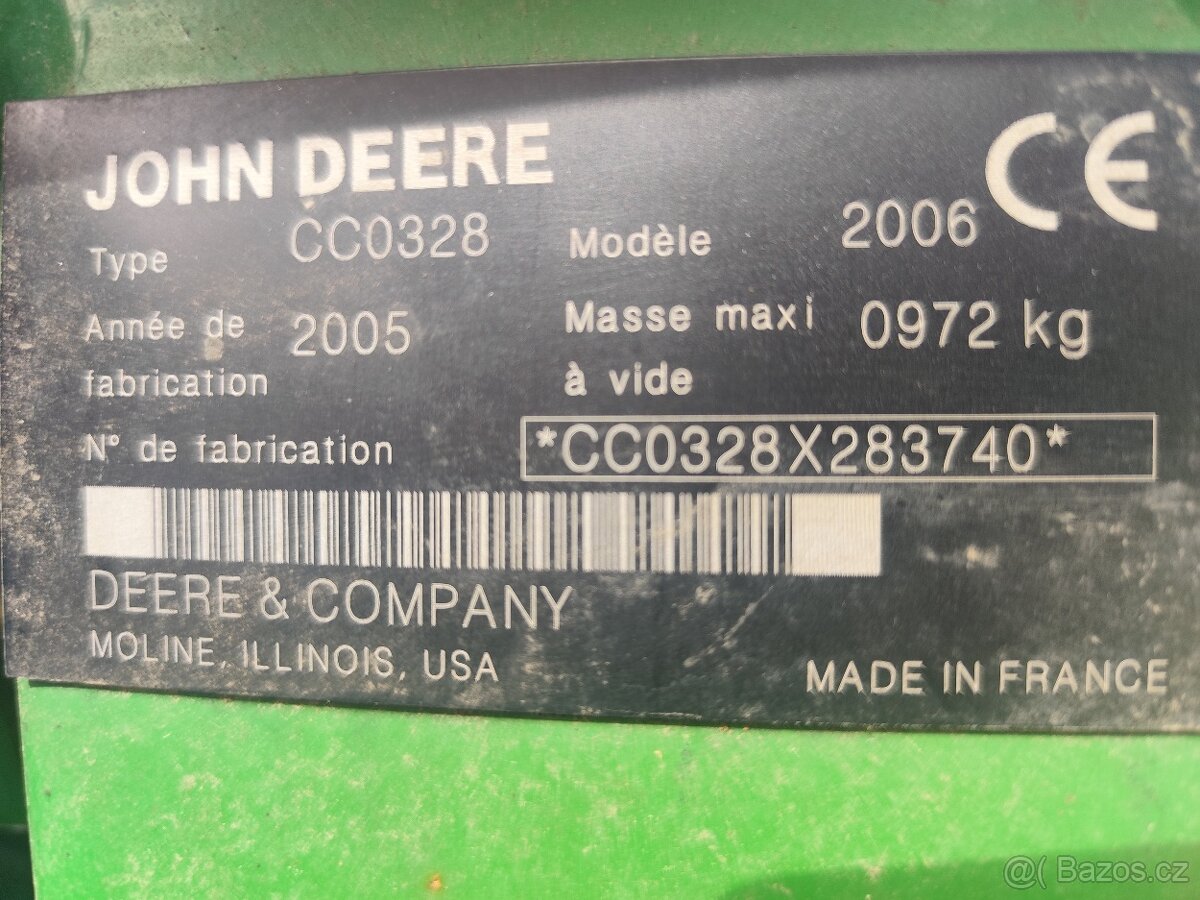 JOHN DEERE
CE
Type CC0328 Modèle 2006
Année de fabrication 2005 Masse maxi à vide 0972 kg
N° de fabrication *CC0328X283740*
DEERE & COMPANY
MOLINE, ILLINOIS, USA
MADE IN FRANCE
@( Bazos.cz